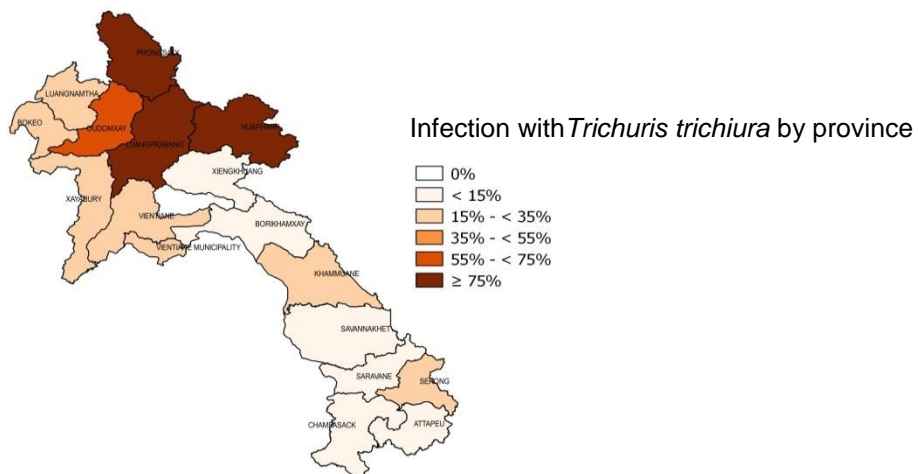 PHONGSALY
LUANGNAMTHA
BOKEO
OUDOMXAY
HUAPHANH
LUANGPRABANG
XIENGKHUANG
XAYABURY
VIENTIANE
BORIKHAMXAY
VIENTIANE MUNICIPALITY
KHAMMUANE
SAVANNAKHET
SARAVANE
SEKONG
CHAMPASACK
ATTAPEU
Infection with Trichuris trichiura by province
0%
< 15%
15% - < 35%
35% - < 55%
55% - < 75%
≥ 75%